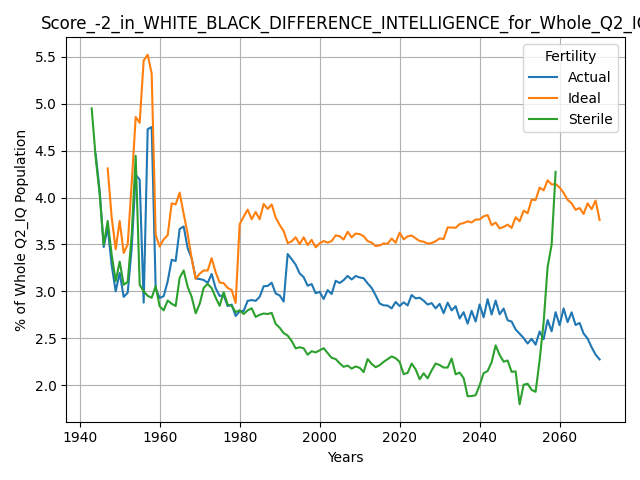 Score_-2_in_WHITE_BLACK_DIFFERENCE_INTELLIGENCE_for_Whole_Q2_IQ
Fertility
Actual
Ideal
Sterile
% of Whole Q2_IQ Population
5.5
5.0
4.5
4.0
3.5
3.0
2.5
2.0
1940 1960 1980 2000 2020 2040 2060
Years